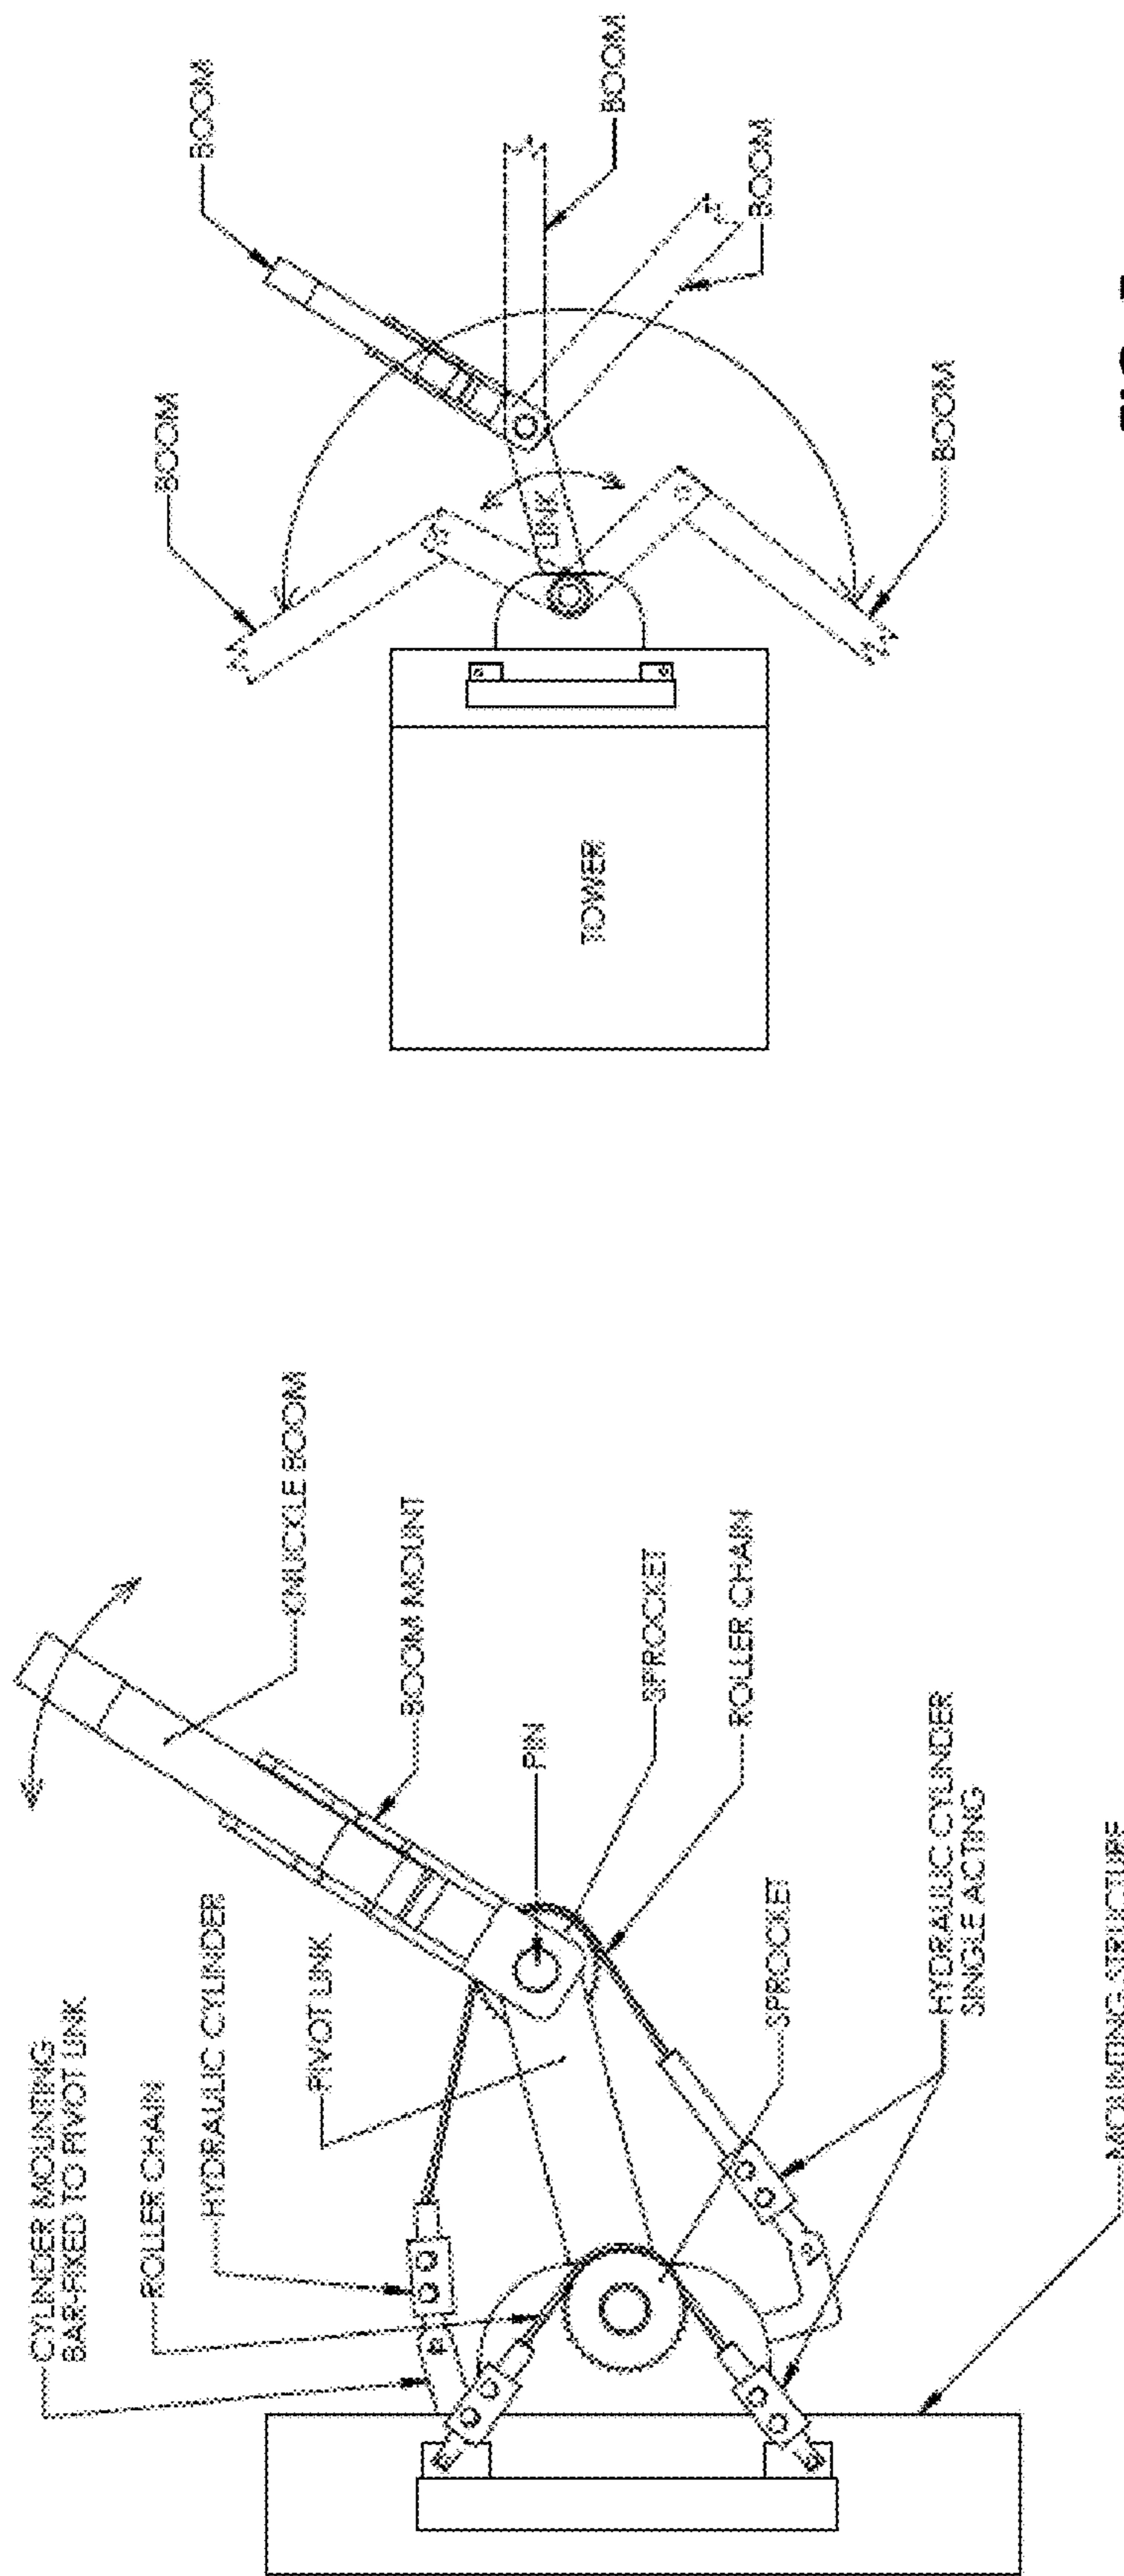 CYLINDER MOUNTING
BAR-FIXED TO PIVOT LINK
ROLLER CHAIN
HYDRAULIC CYLINDER
PIVOT LINK
KNUCKLE BOOM
BOOM MOUNT
PIN
SPROCKET
ROLLER CHAIN
SPROCKET
HYDRAULIC CYLINDER
SINGLE ACTING
MOUNTING STRUCTURE
BOOM
BOOM
BOOM
BOOM
BOOM
LINK
TOWER